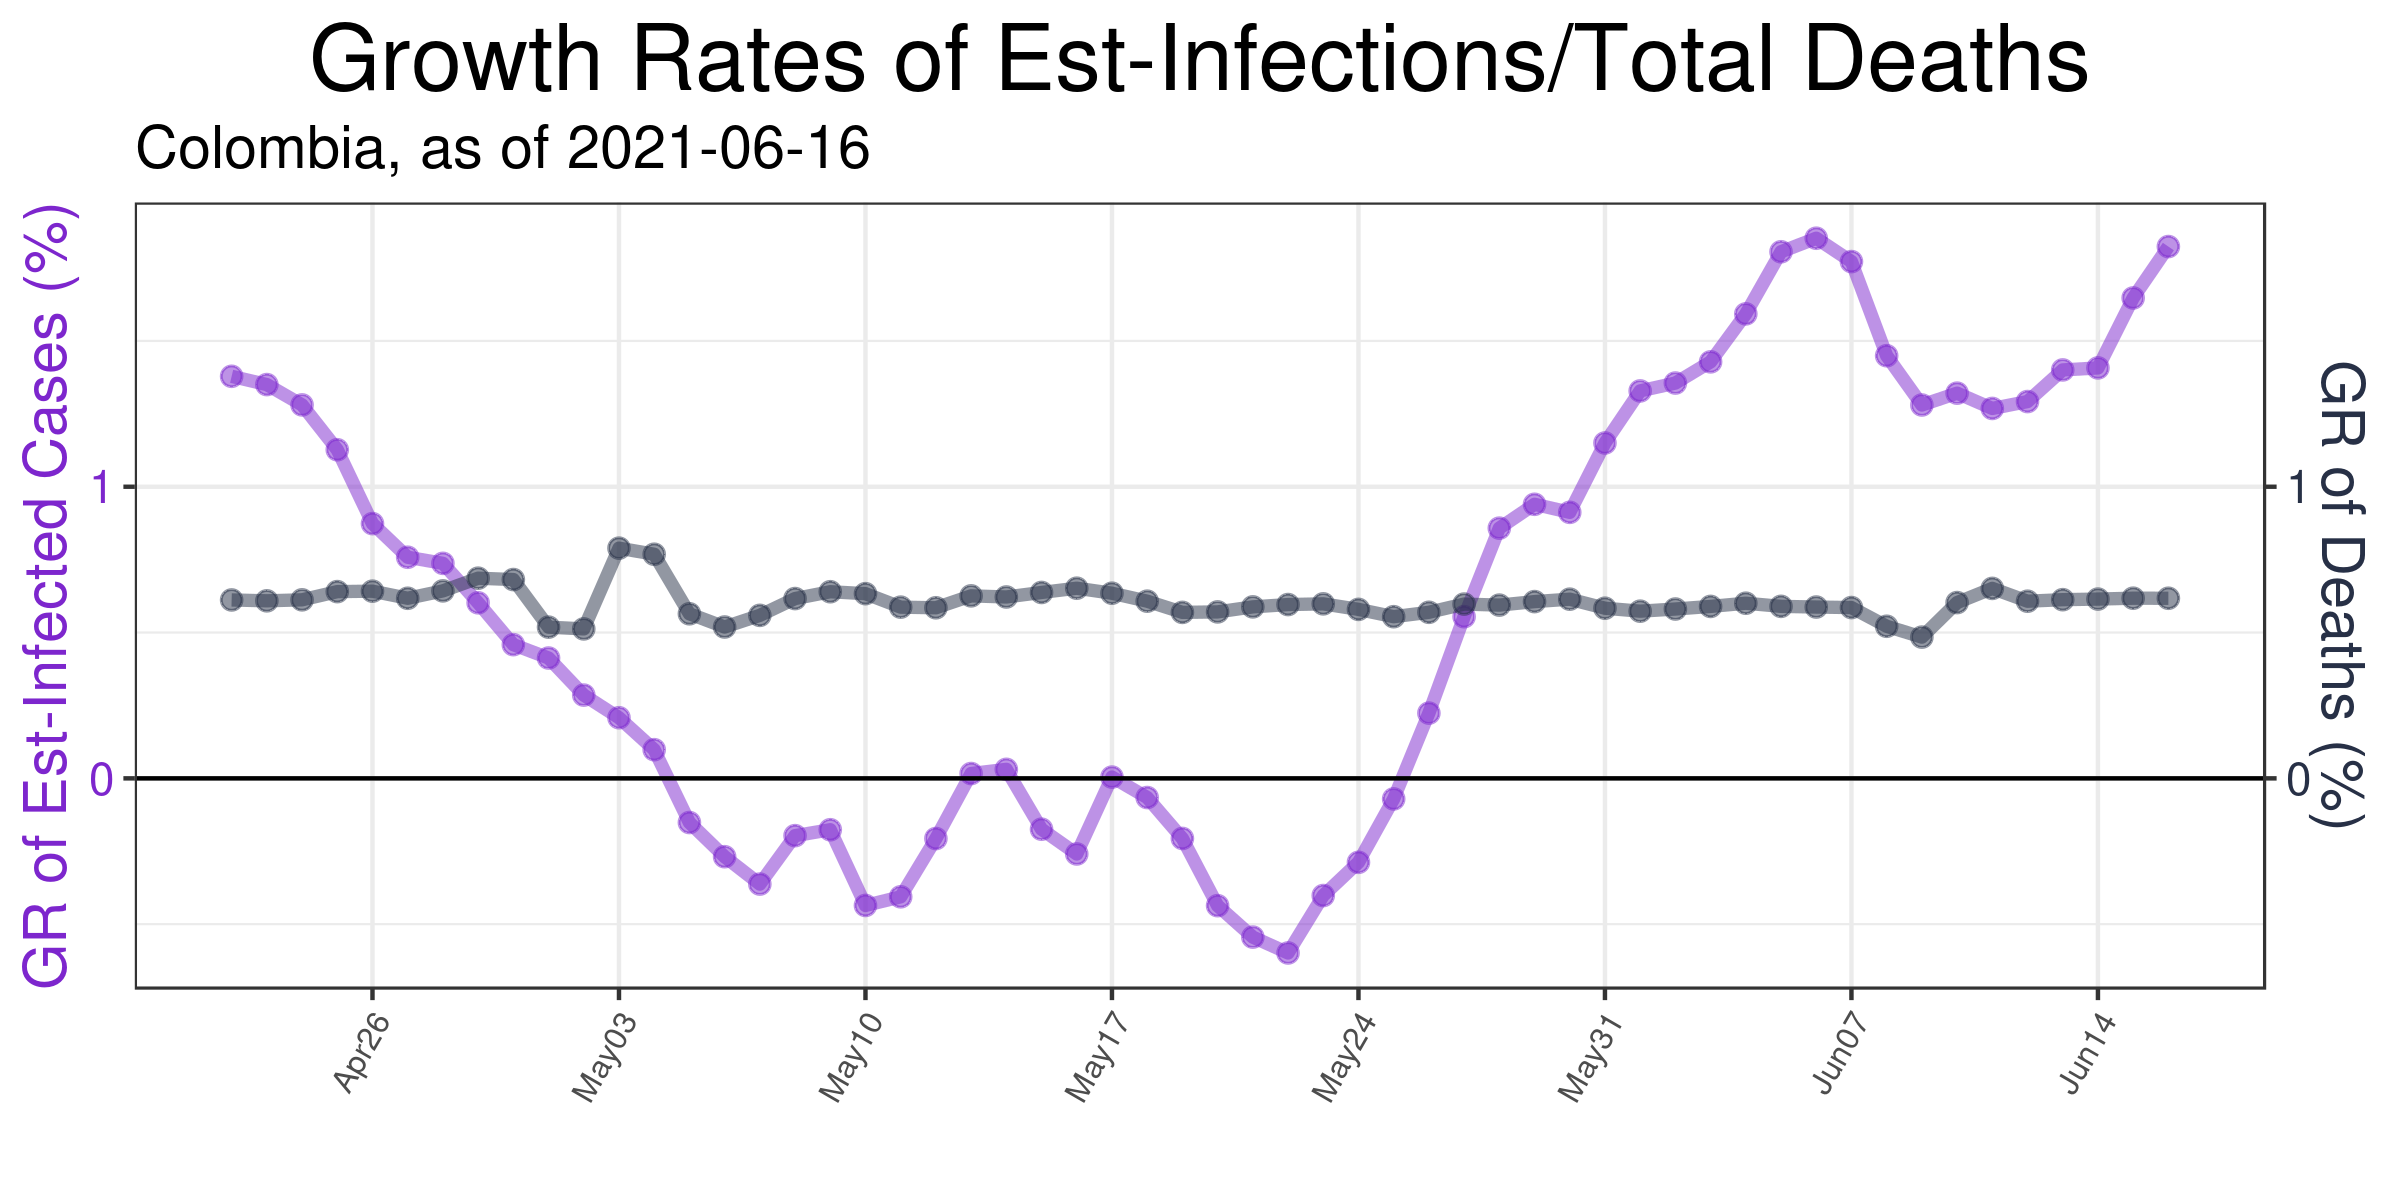 Growth Rates of Est-Infections/Total Deaths
Colombia, as of 2021-06-16
GR of Est-Infected Cases (%)
1
0
1
0
GR of Deaths (%)
Apr26
May03
May10
May17
May24
May31
Jun07
Jun14